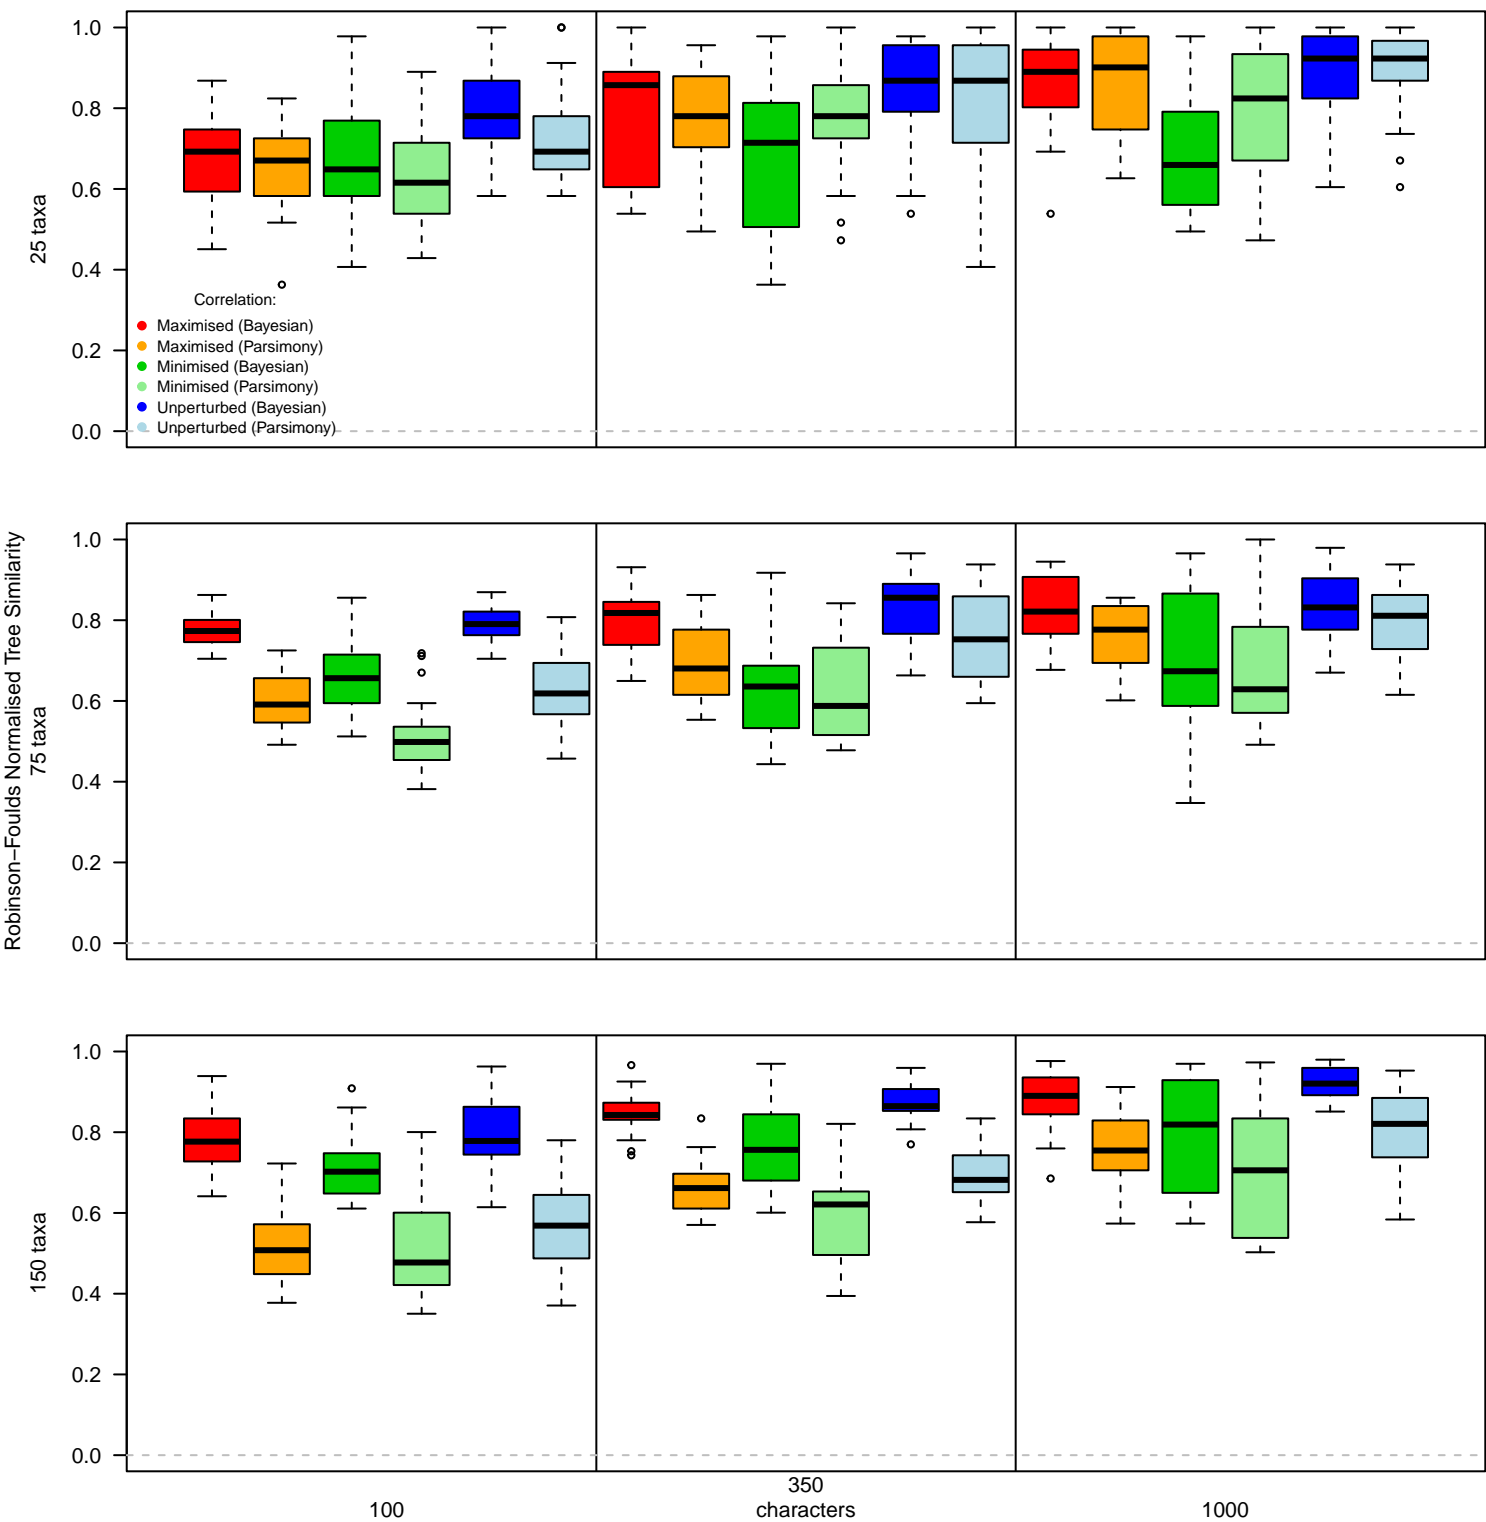 1.0
0.8
0.6
0.4
0.2
0.0
25 taxa
Correlation:
Maximised (Bayesian)
Maximised (Parsimony)
Minimised (Bayesian)
Minimised (Parsimony)
Unperturbed (Bayesian)
Unperturbed (Parsimony)
Robinson−Foulds Normalised Tree Similarity
75 taxa
1.0
0.8
0.6
0.4
0.2
0.0
150 taxa
1.0
0.8
0.6
0.4
0.2
0.0
100
350
characters
1000